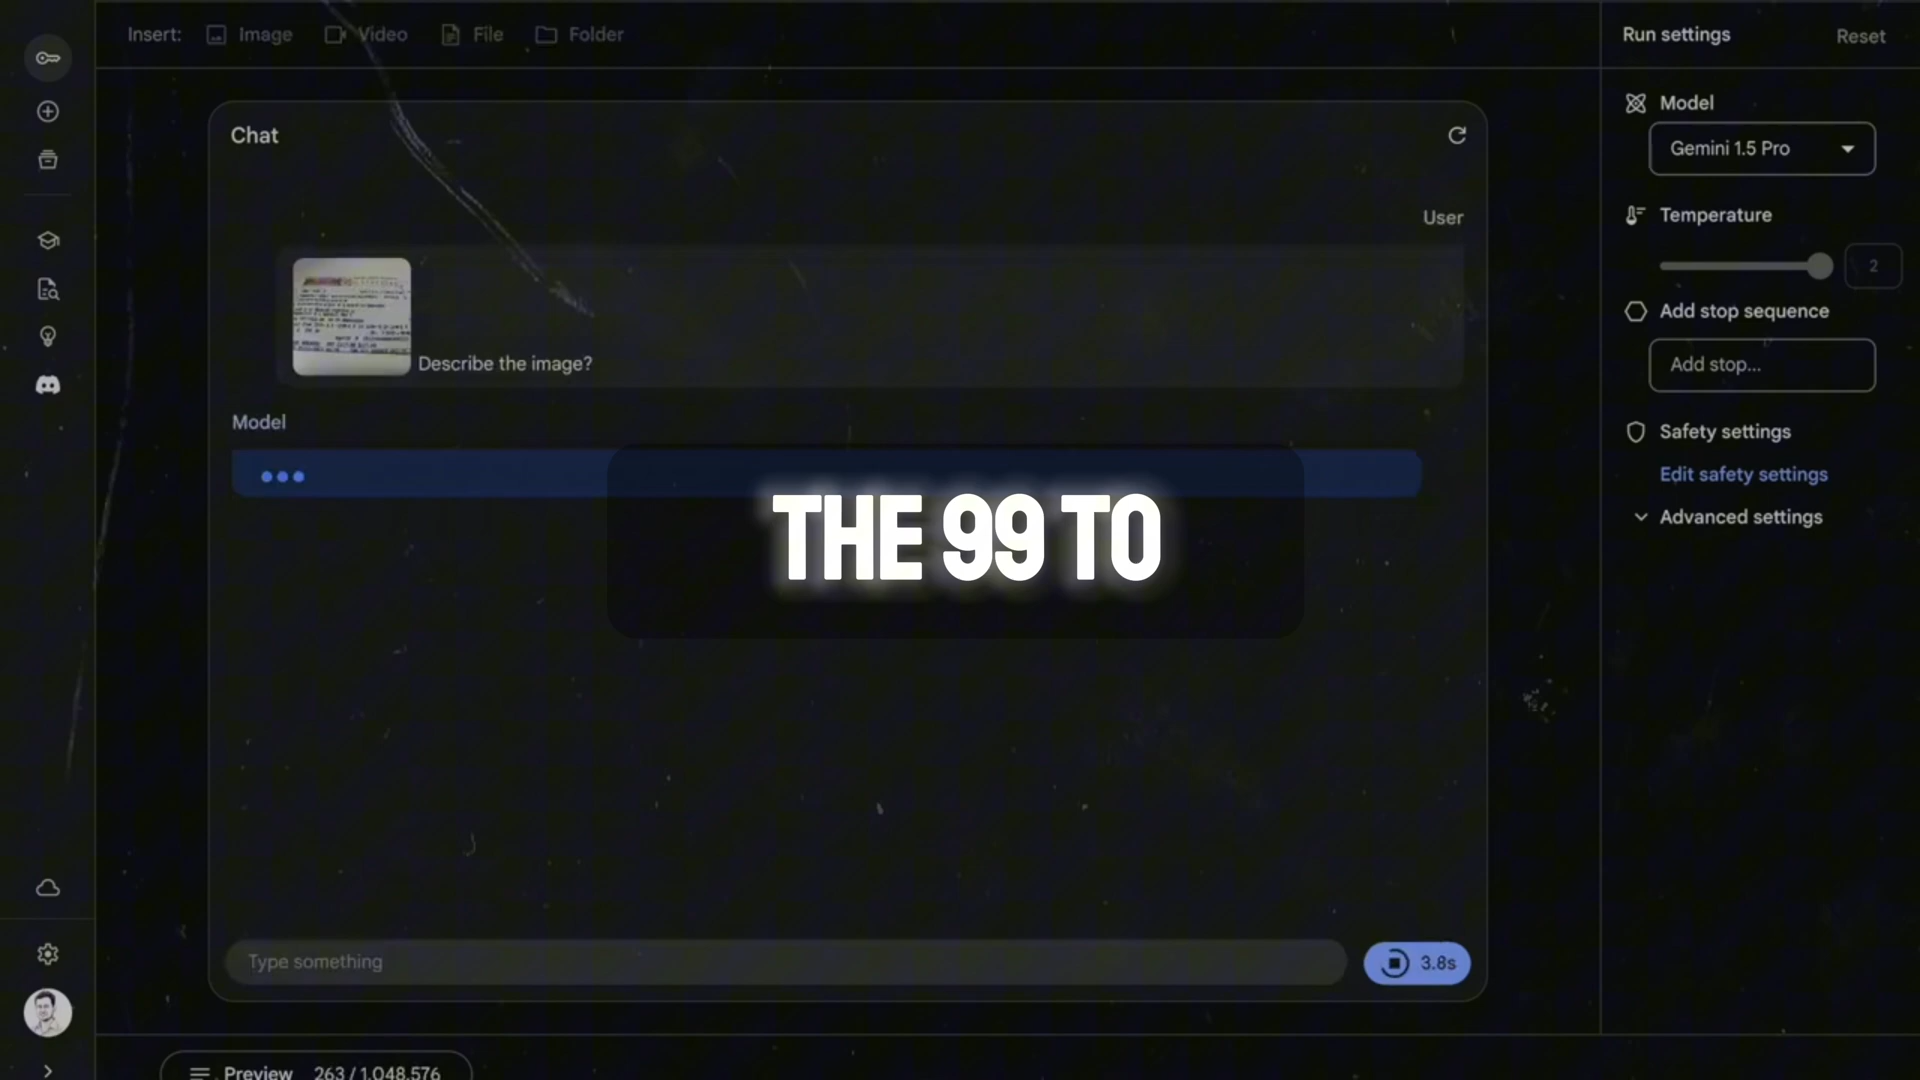 Insert: Image Video File Folder
Run settings Reset
Chat
Model
Gemini 1.5 Pro
User
Temperature
2
Describe the image?
Add stop sequence
Add stop...
Model
Safety settings
Edit safety settings
THE 99 TO
Advanced settings
Type something
3.8s
Preview 263 / 1,048,576